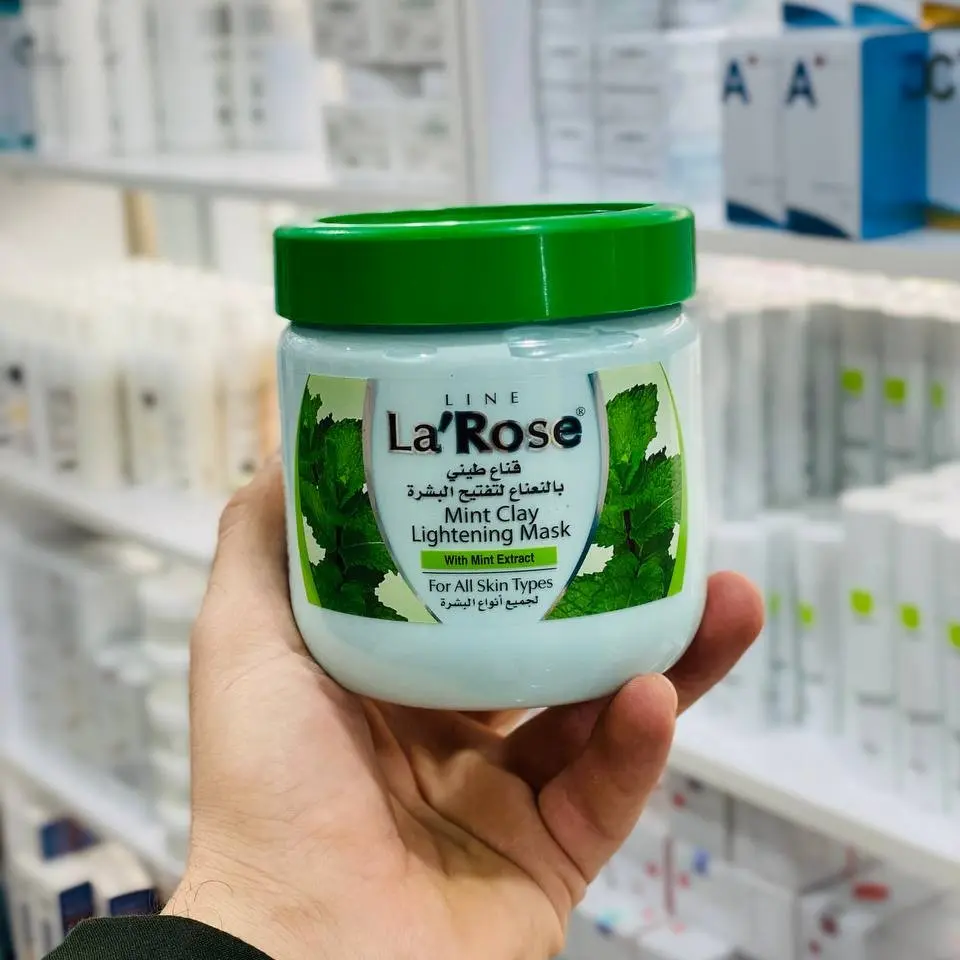 LINE
La'Rose®
قناع طيني
بالنعناع لتفتيح البشرة
Mint Clay
Lightening Mask
With Mint Extract
For All Skin Types
لجميع أنواع البشرة
A
A
C